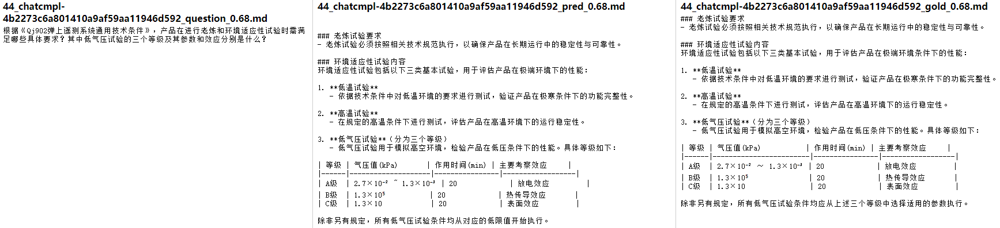 44_chatcmpl-
4b2273c6a801410a9af59aa11946d592_question_0.68.md
根据《Qj902弹上遥测系统通用技术条件》，产品在进行老炼和环境适应性试验时需满
足哪些具体要求？其中低气压试验的三个等级及其参数和效应分别是什么？
44_chatcmpl-4b2273c6a801410a9af59aa11946d592_pred_0.68.md
### 老炼试验要求
- 老炼试验必须按照相关技术规范执行，以确保产品在长期运行中的稳定性与可靠性。
### 环境适应性试验内容
环境适应性试验包括以下三类基本试验，用于评估产品在极端环境下的性能：
1. **低温试验**
- 依据技术条件中对低温环境的要求进行测试，验证产品在极寒条件下的功能完整性。
2. **高温试验**
- 在规定的高温条件下进行测试，评估产品在高温环境下的运行稳定性。
3. **低气压试验**（分为三个等级）
- 低气压试验用于模拟高空环境，检验产品在低压条件下的性能。具体等级如下：
| 等级 | 气压值(kPa) | 作用时间(min) | 主要考察效应 |
|------|--------------------|----------------|------------------|
| A级 | 2.7×10⁻² ~ 1.3×10⁻³ | 20 | 放电效应 |
| B级 | 1.3×10⁵ | 20 | 热传导效应 |
| C级 | 1.3×10 | 20 | 表面效应 |
除非另有规定，所有低气压试验条件均从对应的低限值开始执行。
44_chatcmpl-4b2273c6a801410a9af59aa11946d592_gold_0.68.md
### 老炼试验要求
- 老炼试验必须按照相关技术规范执行，以确保产品在长期运行中的稳定性与可靠性。
### 环境适应性试验内容
环境适应性试验包括以下三类基本试验，用于评估产品在极端环境条件下的性能：
1. **低温试验**
- 依据技术条件中对低温环境的要求进行测试，验证产品在极寒条件下的功能完整性。
2. **高温试验**
- 在规定的高温条件下进行测试，评估产品在高温环境下的运行稳定性。
3. **低气压试验**（分为三个等级）
- 低气压试验用于模拟高空环境，检验产品在低压条件下的性能。具体等级如下：
| 等级 | 气压值(kPa) | 作用时间(min) | 主要考察效应 |
|------|------------------------|----------------|------------------|
| A级 | 2.7×10⁻² ～ 1.3×10⁻³ | 20 | 放电效应 |
| B级 | 1.3×10⁵ | 20 | 热传导效应 |
| C级 | 1.3×10 | 20 | 表面效应 |
除非另有规定，所有低气压试验条件均应从上述三个等级中选择适用的参数执行。